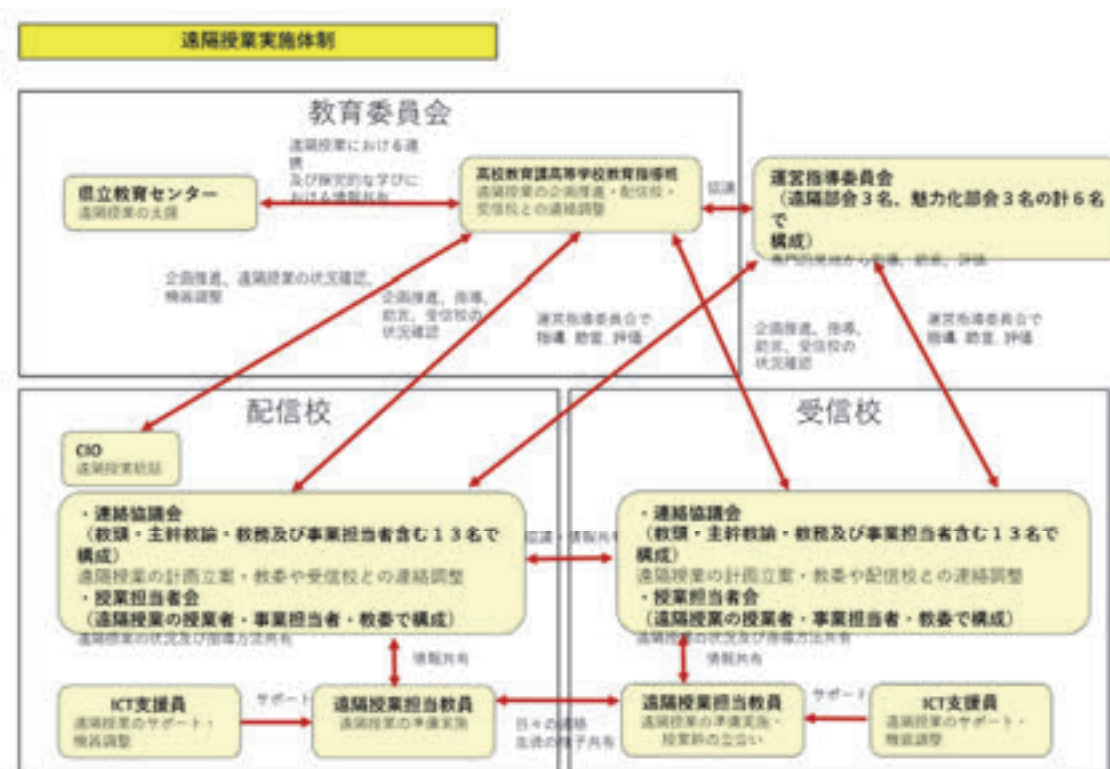 遠隔授業実施体制
教育委員会
遠隔授業における連
携
及び探究的な学びに
おける情報共有
県立教育センター
遠隔授業の支援
高校教育課高等学校教育指導班
遠隔授業の企画推進・配信校・
受信校との連絡調整
協議
運営指導委員会
(遠隔部会3名、魅力化部会3名の計6名
で
構成)
専門的見地から指導、助言、評価
企画推進、遠隔授業の状況確認、
機器調整
企画推進、指導、
助言、受信校の
状況確認
運営指導委員会で
指導、助言、評価
企画推進、指導、
助言、受信校の
状況確認
運営指導委員会で
指導、助言、評価
配信校
CIO
遠隔授業統括
・連絡協議会
(教頭・主幹教諭・教務及び事業担当者含む13名で
構成)
遠隔授業の計画立案・教委や受信校との連絡調整
・授業担当者会
(遠隔授業の授業者・事業担当者・教委で構成)
遠隔授業の状況及び指導方法共有
協議・情報共有
受信校
・連絡協議会
(教頭・主幹教諭・教務及び事業担当者含む13名で
構成)
遠隔授業の計画立案・教委や配信校との連絡調整
・授業担当者会
(遠隔授業の授業者・事業担当者・教委で構成)
遠隔授業の状況及び指導方法共有
情報共有
情報共有
ICT支援員
遠隔授業のサポート・
機器調整
サポート
遠隔授業担当教員
遠隔授業の準備実施
日々の連絡
生徒の様子共有
遠隔授業担当教員
遠隔授業の準備実施・
授業時の立会い
サポート
ICT支援員
遠隔授業のサポート・
機器調整